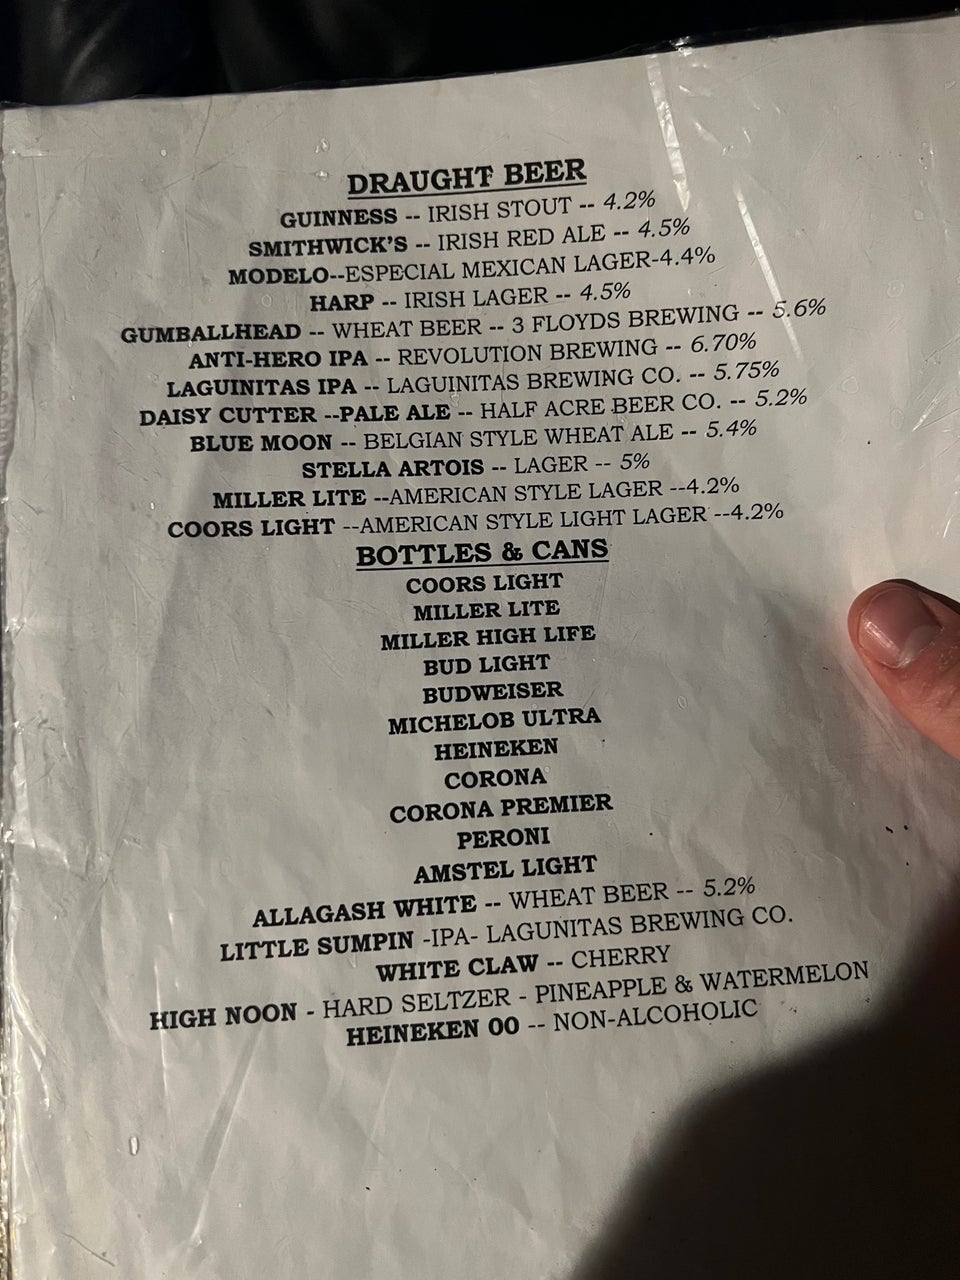 DRAUGHT BEER
GUINNESS -- IRISH STOUT -- 4.2%
SMITHWICK'S -- IRISH RED ALE -- 4.5%
MODELO--ESPECIAL MEXICAN LAGER-4.4%
HARP -- IRISH LAGER -- 4.5%
GUMBALLHEAD -- WHEAT BEER -- 3 FLOYDS BREWING -- 5.6%
ANTI-HERO IPA -- REVOLUTION BREWING -- 6.70%
LAGUINITAS IPA -- LAGUINITAS BREWING CO. -- 5.75%
DAISY CUTTER --PALE ALE -- HALF ACRE BEER CO. -- 5.2%
BLUE MOON -- BELGIAN STYLE WHEAT ALE -- 5.4%
STELLA ARTOIS -- LAGER -- 5%
MILLER LITE --AMERICAN STYLE LAGER --4.2%
COORS LIGHT --AMERICAN STYLE LIGHT LAGER --4.2%
BOTTLES & CANS
COORS LIGHT
MILLER LITE
MILLER HIGH LIFE
BUD LIGHT
BUDWEISER
MICHELOB ULTRA
HEINEKEN
CORONA
CORONA PREMIER
PERONI
AMSTEL LIGHT
ALLAGASH WHITE -- WHEAT BEER -- 5.2%
LITTLE SUMPIN -IPA- LAGUNITAS BREWING CO.
WHITE CLAW -- CHERRY
HIGH NOON - HARD SELTZER - PINEAPPLE & WATERMELON
HEINEKEN 00 -- NON-ALCOHOLIC